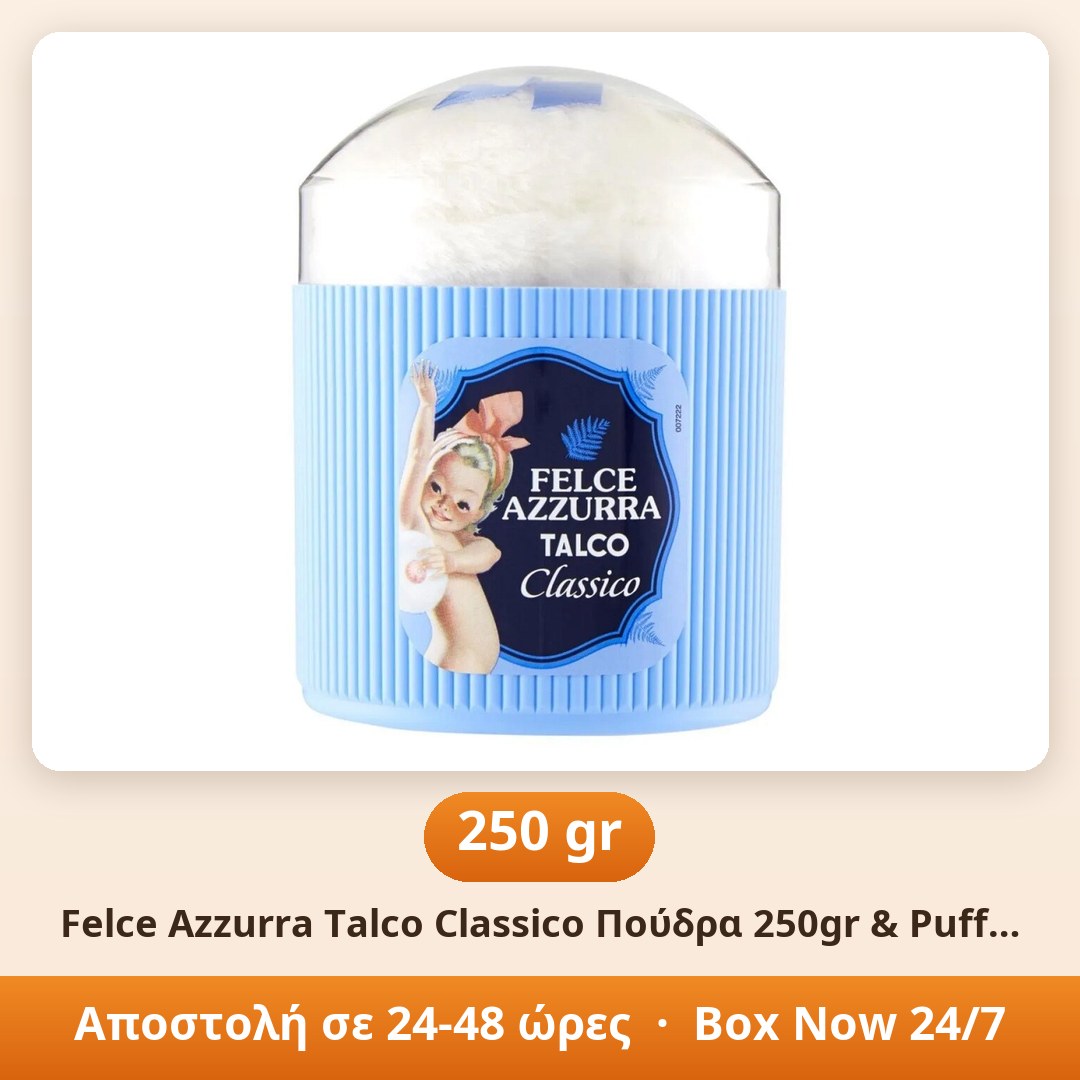 FELCE
AZZURRA
TALCO
Classico
007222
250 gr
Felce Azzurra Talco Classico Πούδρα 250gr & Puff...
Αποστολή σε 24-48 ώρες · Box Now 24/7